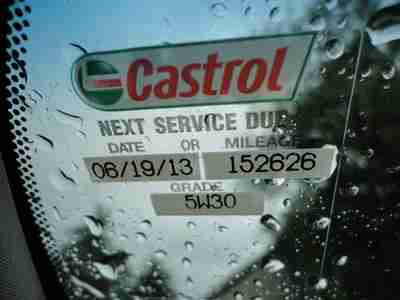 Castrol
NEXT SERVICE DUE
DATE OR MILEAGE
06/19/13 152626
GRADE
5W30